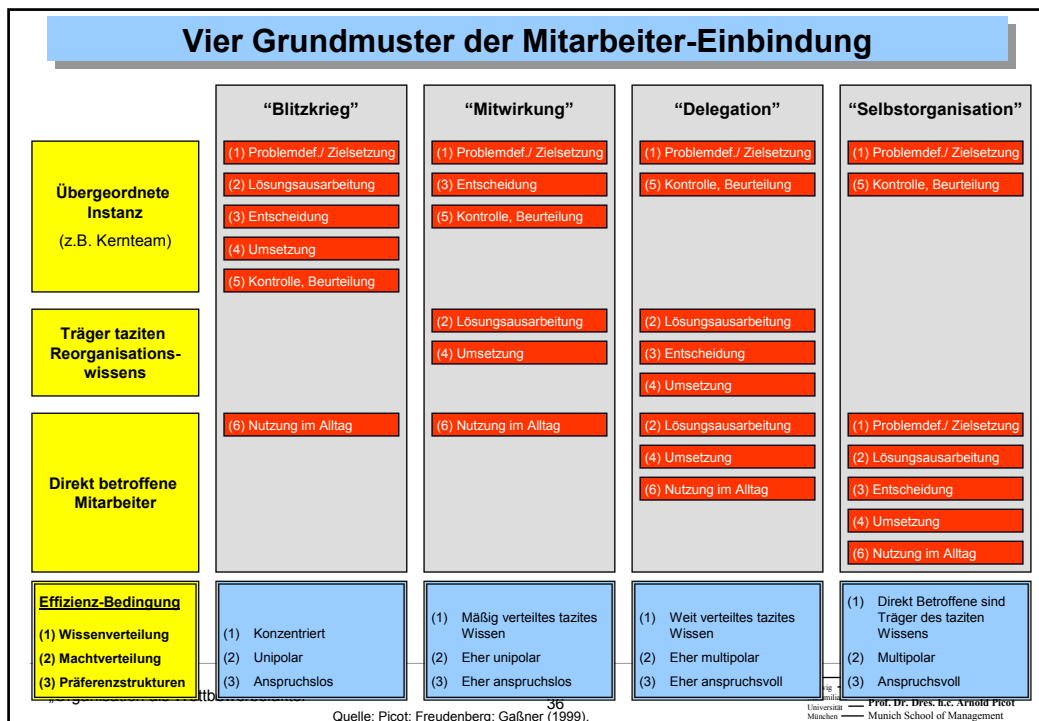 Vier Grundmuster der Mitarbeiter-Einbindung
“Blitzkrieg”
“Mitwirkung”
“Delegation”
“Selbstorganisation”
Übergeordnete
Instanz
(z.B. Kernteam)
(1) Problemdef./ Zielsetzung
(2) Lösungsausarbeitung
(3) Entscheidung
(4) Umsetzung
(5) Kontrolle, Beurteilung
(1) Problemdef./ Zielsetzung
(3) Entscheidung
(5) Kontrolle, Beurteilung
(1) Problemdef./ Zielsetzung
(5) Kontrolle, Beurteilung
(1) Problemdef./ Zielsetzung
(5) Kontrolle, Beurteilung
Träger taziten
Reorganisations-
wissens
(2) Lösungsausarbeitung
(4) Umsetzung
(2) Lösungsausarbeitung
(3) Entscheidung
(4) Umsetzung
Direkt betroffene
Mitarbeiter
(6) Nutzung im Alltag
(6) Nutzung im Alltag
(2) Lösungsausarbeitung
(4) Umsetzung
(6) Nutzung im Alltag
(1) Problemdef./ Zielsetzung
(2) Lösungsausarbeitung
(3) Entscheidung
(4) Umsetzung
(6) Nutzung im Alltag
Effizienz-Bedingung
(1) Wissenverteilung
(2) Machtverteilung
(3) Präferenzstrukturen
(1) Konzentriert
(2) Unipolar
(3) Anspruchslos
(1) Mäßig verteiltes tazites
Wissen
(2) Eher unipolar
(3) Eher anspruchslos
(1) Weit verteiltes tazites
Wissen
(2) Eher multipolar
(3) Eher anspruchsvoll
(1) Direkt Betroffene sind
Träger des taziten
Wissens
(2) Multipolar
(3) Anspruchsvoll
36
Quelle: Picot; Freudenberg; Gaßner (1999).
Universität
München
Prof. Dr. Dres. h.c. Arnold Picot
Munich School of Management